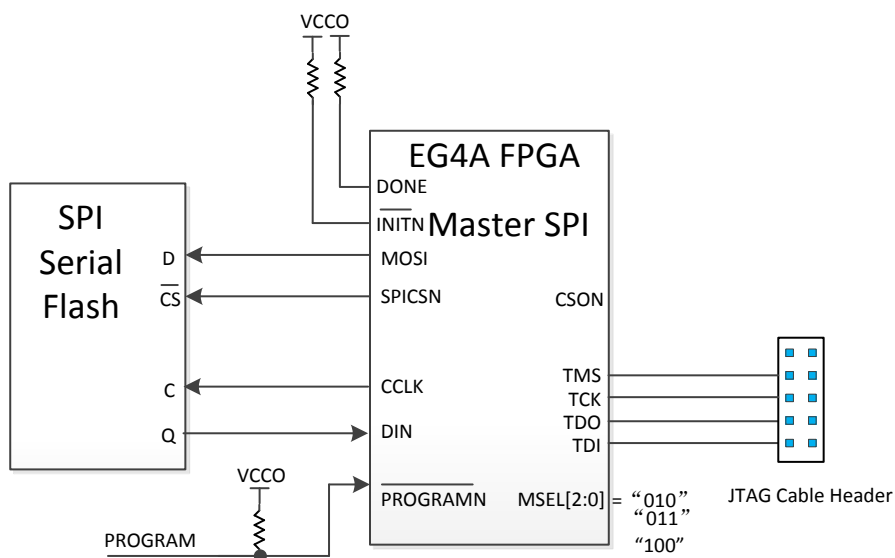 VCCO
EG4A FPGA
Master SPI
DONE
INITN
MOSI
SPICSN
CSON
CCLK
DIN
PROGRAMN
TMS
TCK
TDO
TDI
MSEL[2:0] = “010”
“011”
“100”
SPI
Serial
Flash
D
CS
C
Q
VCCO
PROGRAM
JTAG Cable Header